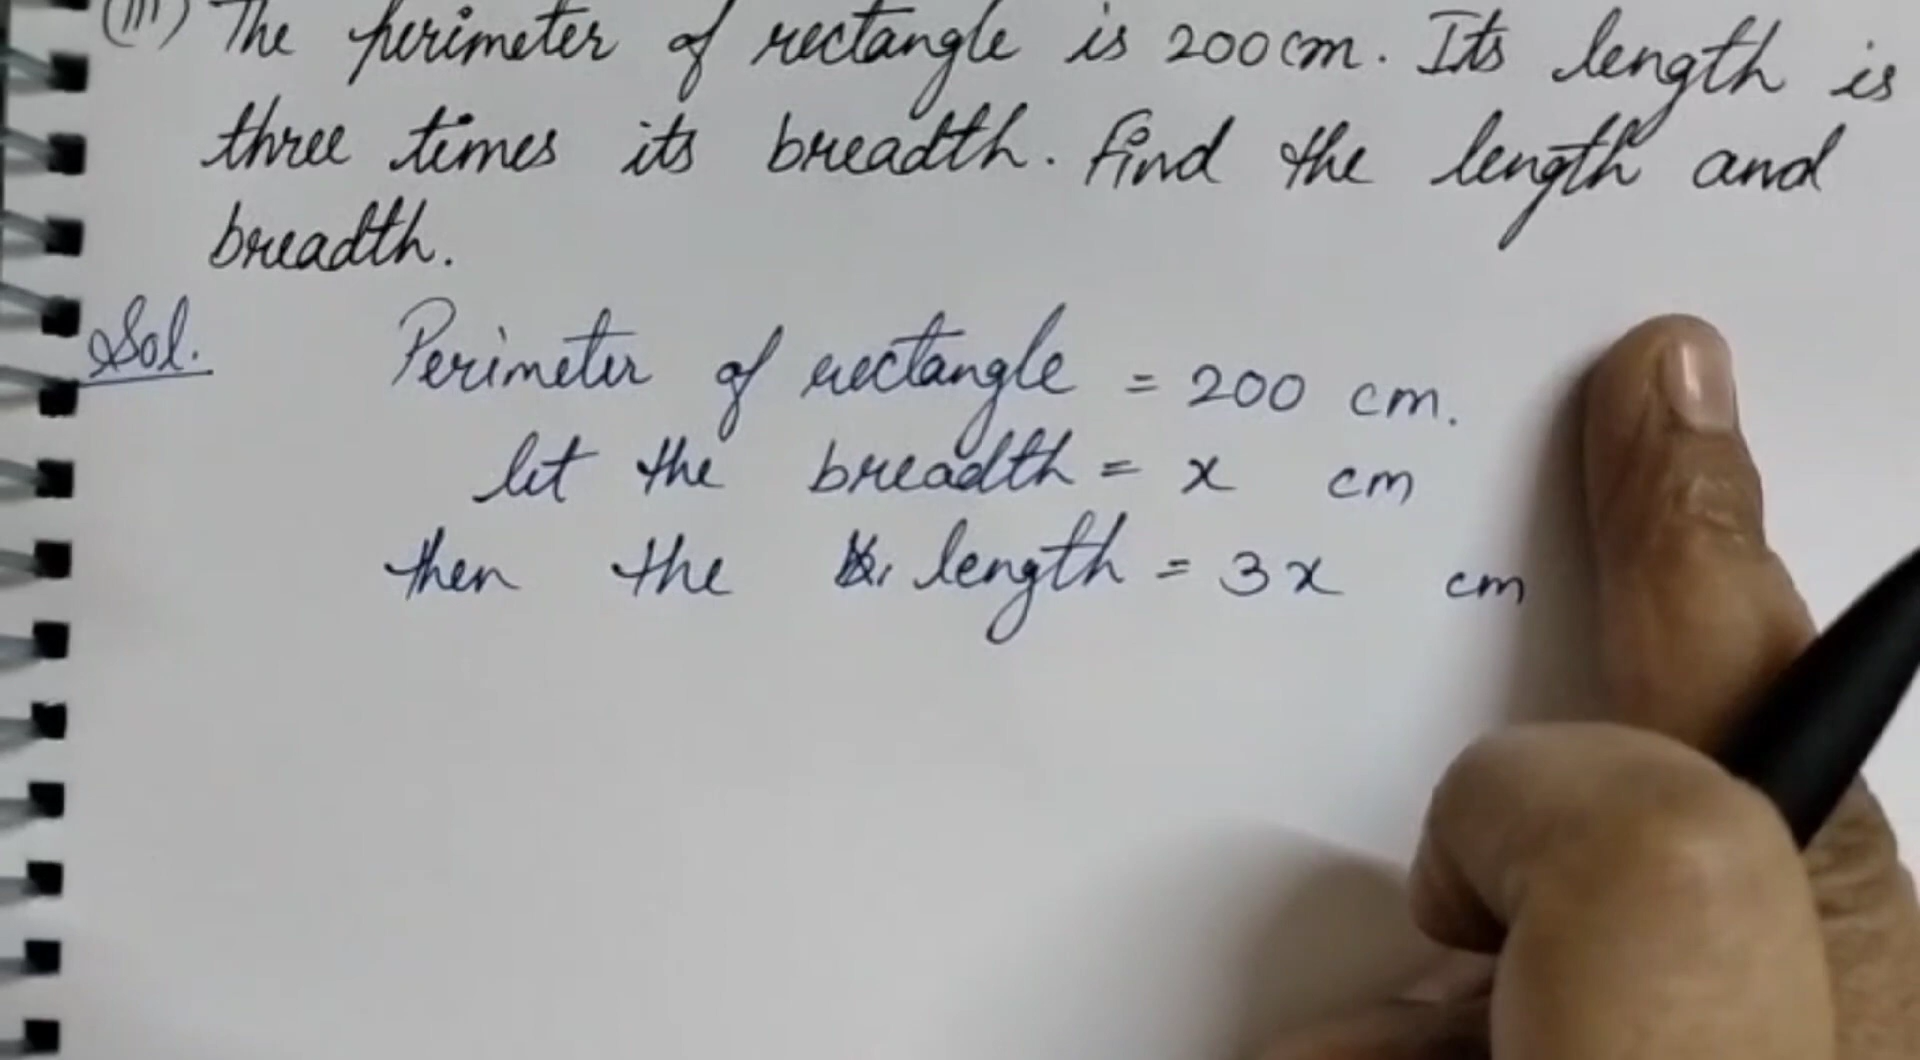 (III) The perimeter of rectangle is 200 cm. Its length is
three times its breadth. Find the length and
breadth.
Sol. Perimeter of rectangle = 200 cm.
let the breadth = x cm
then the length = 3x cm